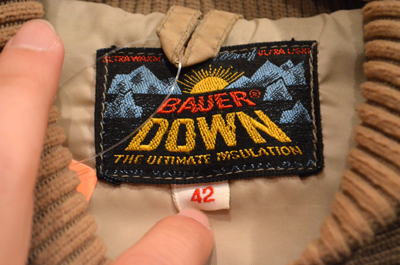 ULTRA WARM
ULTRA LIGHT
BAUER®
DOWN
THE ULTIMATE INSULATION
42